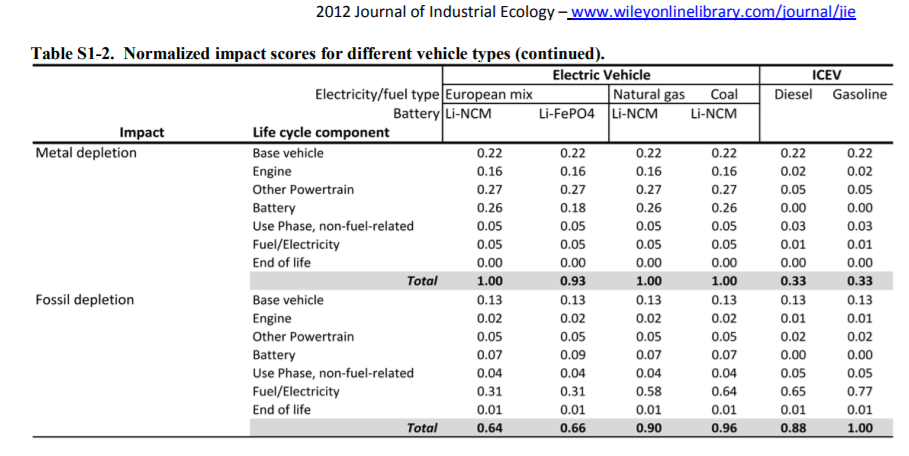 2012 Journal of Industrial Ecology – www.wileyonlinelibrary.com/journal/jie
Table S1-2. Normalized impact scores for different vehicle types (continued).
Electric Vehicle ICEV
Electricity/fuel type European mix Natural gas Coal Diesel Gasoline
Battery Li-NCM Li-FePO4 Li-NCM Li-NCM
Impact Life cycle component
Metal depletion Base vehicle 0.22 0.22 0.22 0.22 0.22 0.22
Engine 0.16 0.16 0.16 0.16 0.02 0.02
Other Powertrain 0.27 0.27 0.27 0.27 0.05 0.05
Battery 0.26 0.18 0.26 0.26 0.00 0.00
Use Phase, non-fuel-related 0.05 0.05 0.05 0.05 0.03 0.03
Fuel/Electricity 0.05 0.05 0.05 0.05 0.01 0.01
End of life 0.00 0.00 0.00 0.00 0.00 0.00
Total 1.00 0.93 1.00 1.00 0.33 0.33
Fossil depletion Base vehicle 0.13 0.13 0.13 0.13 0.13 0.13
Engine 0.02 0.02 0.02 0.02 0.01 0.01
Other Powertrain 0.05 0.05 0.05 0.05 0.02 0.02
Battery 0.07 0.09 0.07 0.07 0.00 0.00
Use Phase, non-fuel-related 0.04 0.04 0.04 0.04 0.05 0.05
Fuel/Electricity 0.31 0.31 0.58 0.64 0.65 0.77
End of life 0.01 0.01 0.01 0.01 0.01 0.01
Total 0.64 0.66 0.90 0.96 0.88 1.00